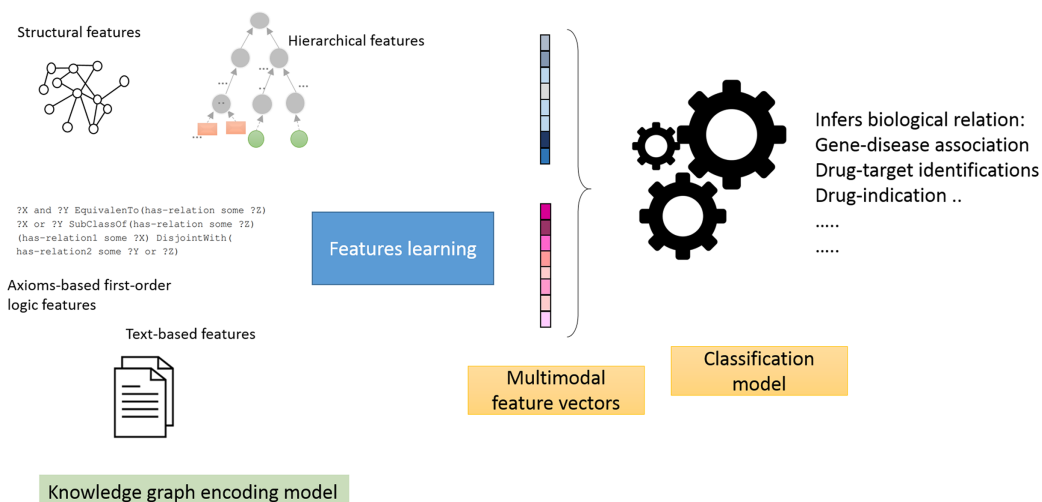 Structural features
Hierarchical features
...
...
...
...
..
...
?X and ?Y EquivalenTo(has-relation some ?Z)
?X or ?Y SubClassOf(has-relation some ?Z)
(has-relation1 some ?X) DisjointWith(
has-relation2 some ?Y or ?Z)
Axioms-based first-order
logic features
Text-based features
Features learning
Multimodal
feature vectors
Classification
model
Infers biological relation:
Gene-disease association
Drug-target identifications
Drug-indication ..
.....
.....
Knowledge graph encoding model